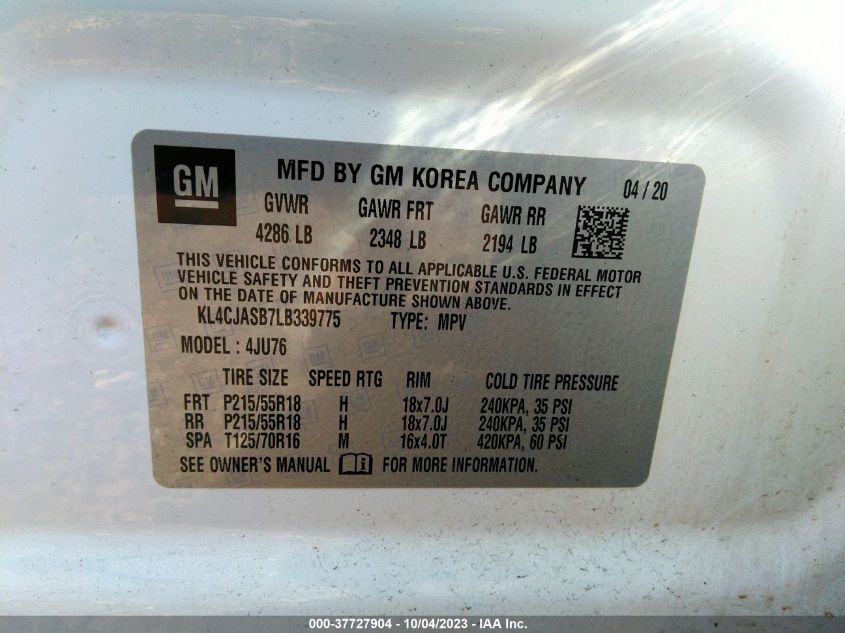 GM
MFD BY GM KOREA COMPANY 04 / 20
GVWR GAWR FRT GAWR RR
4286 LB 2348 LB 2194 LB
THIS VEHICLE CONFORMS TO ALL APPLICABLE U.S. FEDERAL MOTOR
VEHICLE SAFETY AND THEFT PREVENTION STANDARDS IN EFFECT
ON THE DATE OF MANUFACTURE SHOWN ABOVE.
KL4CJASB7LB339775 TYPE: MPV
MODEL : 4JU76
TIRE SIZE SPEED RTG RIM COLD TIRE PRESSURE
FRT P215/55R18 H 18x7.0J 240KPA, 35 PSI
RR P215/55R18 H 18x7.0J 240KPA, 35 PSI
SPA T125/70R16 M 16x4.0T 420KPA, 60 PSI
SEE OWNER'S MANUAL FOR MORE INFORMATION.
000-37727904 - 10/04/2023 - IAA Inc.